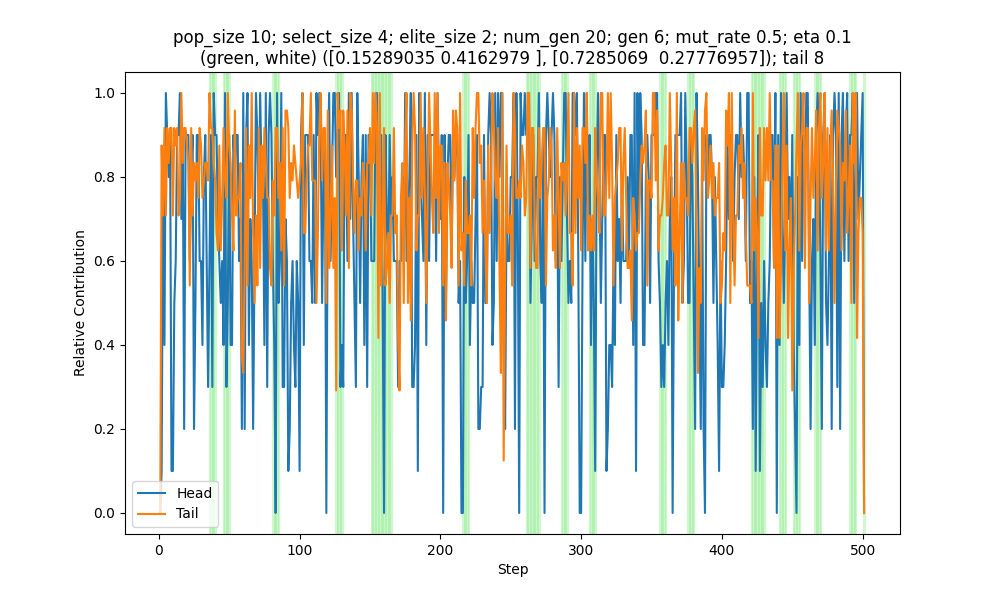 pop_size 10; select_size 4; elite_size 2; num_gen 20; gen 6; mut_rate 0.5; eta 0.1
(green, white) ([0.15289035 0.4162979 ], [0.7285069  0.27776957]); tail 8
1.0
0.8
0.6
0.4
0.2
0.0
Relative Contribution
Head
Tail
0
100
200
300
400
500
Step